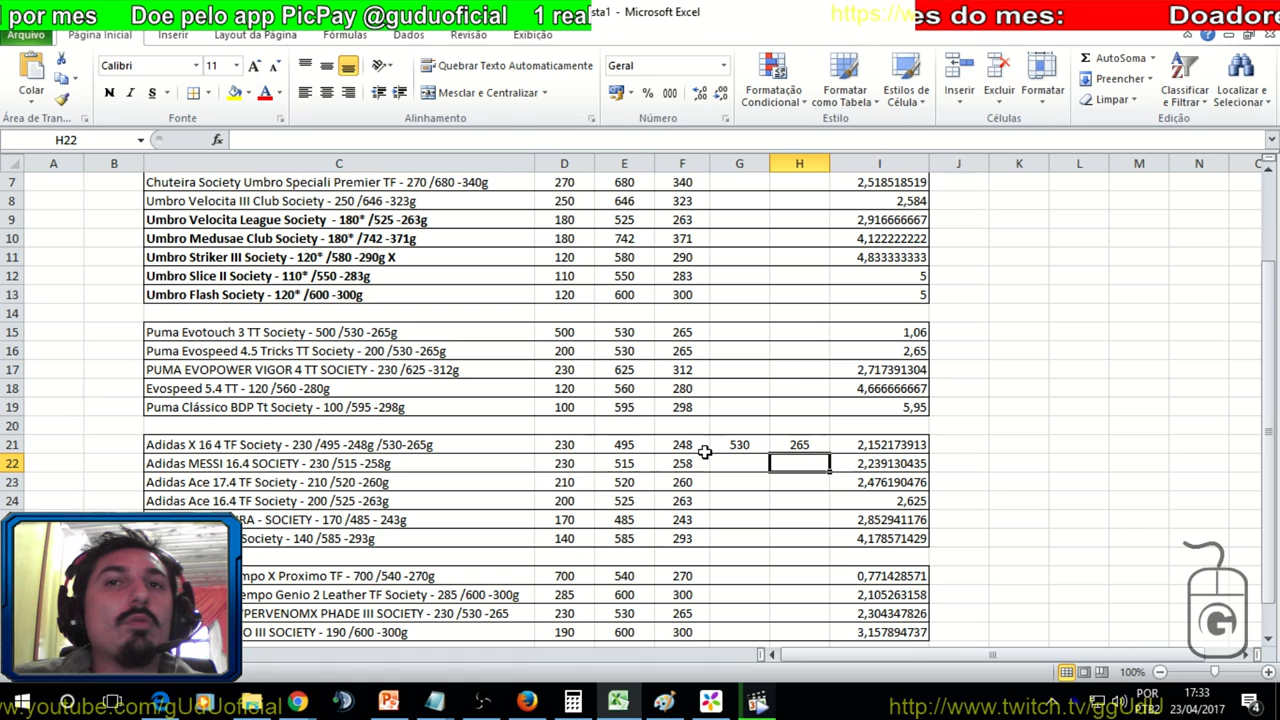 por mes Doe pelo app PicPay @guduoficial 1 real
sta1 - Microsoft Excel
https://w
es do mes: Doadore
Arquivo Página Inicial Inserir Layout da Página Fórmulas Dados Revisão Exibição
Colar
Calibri 11
N I S
Quebrar Texto Automaticamente
Mesclar e Centralizar
Geral
% 000
Formatação Condicional
Formatar como Tabela
Estilos de Célula
Inserir Excluir Formatar
AutoSoma
Preencher
Limpar
Classificar e Filtrar
Localizar e Selecionar
Área de Tran... Fonte Alinhamento Número Estilo Células Edição
H22 fx
A B C D E F G H I J K L M N
7 Chuteira Society Umbro Speciali Premier TF - 270 /680 -340g 270 680 340 2,518518519
8 Umbro Velocita III Club Society - 250 /646 -323g 250 646 323 2,584
9 Umbro Velocita League Society - 180* /525 -263g 180 525 263 2,916666667
10 Umbro Medusae Club Society - 180* /742 -371g 180 742 371 4,122222222
11 Umbro Striker III Society - 120* /580 -290g X 120 580 290 4,833333333
12 Umbro Slice II Society - 110* /550 -283g 110 550 283 5
13 Umbro Flash Society - 120* /600 -300g 120 600 300 5
14
15 Puma Evotouch 3 TT Society - 500 /530 -265g 500 530 265 1,06
16 Puma Evospeed 4.5 Tricks TT Society - 200 /530 -265g 200 530 265 2,65
17 PUMA EVOPOWER VIGOR 4 TT SOCIETY - 230 /625 -312g 230 625 312 2,717391304
18 Evospeed 5.4 TT - 120 /560 -280g 120 560 280 4,666666667
19 Puma Clássico BDP Tt Society - 100 /595 -298g 100 595 298 5,95
20
21 Adidas X 16 4 TF Society - 230 /495 -248g /530-265g 230 495 248 530 265 2,152173913
22 Adidas MESSI 16.4 SOCIETY - 230 /515 -258g 230 515 258 2,239130435
23 Adidas Ace 17.4 TF Society - 210 /520 -260g 210 520 260 2,476190476
24 Adidas Ace 16.4 TF Society - 200 /525 -263g 200 525 263 2,625
RA - SOCIETY - 170 /485 - 243g 170 485 243 2,852941176
Society - 140 /585 -293g 140 585 293 4,178571429
mpo X Proximo TF - 700 /540 -270g 700 540 270 0,771428571
empo Genio 2 Leather TF Society - 285 /600 -300g 285 600 300 2,105263158
YPERVENOMX PHADE III SOCIETY - 230 /530 -265 230 530 265 2,304347826
O III SOCIETY - 190 /600 -300g 190 600 300 3,157894737
G
100%
POR
PTB2
17:33
23/04/2017
4
www.youtube.com/gUdUoficial
http://www.twitch.tv/gGU